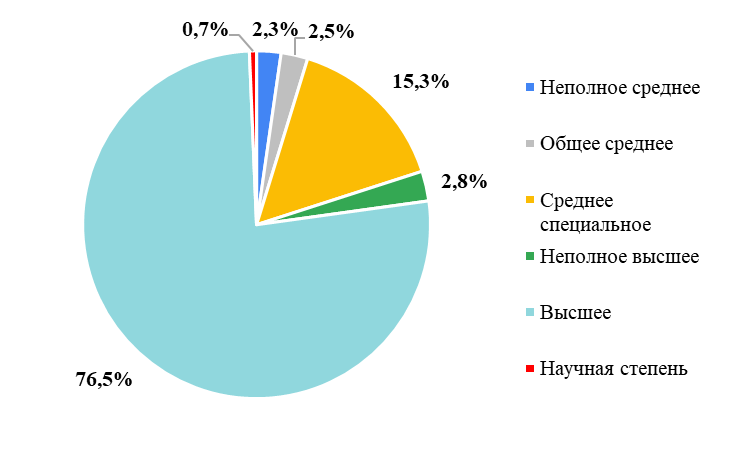 0,7%
2,3%
2,5%
15,3%
2,8%
76,5%
Неполное среднее
Общее среднее
Среднее
специальное
Неполное высшее
Высшее
Научная степень